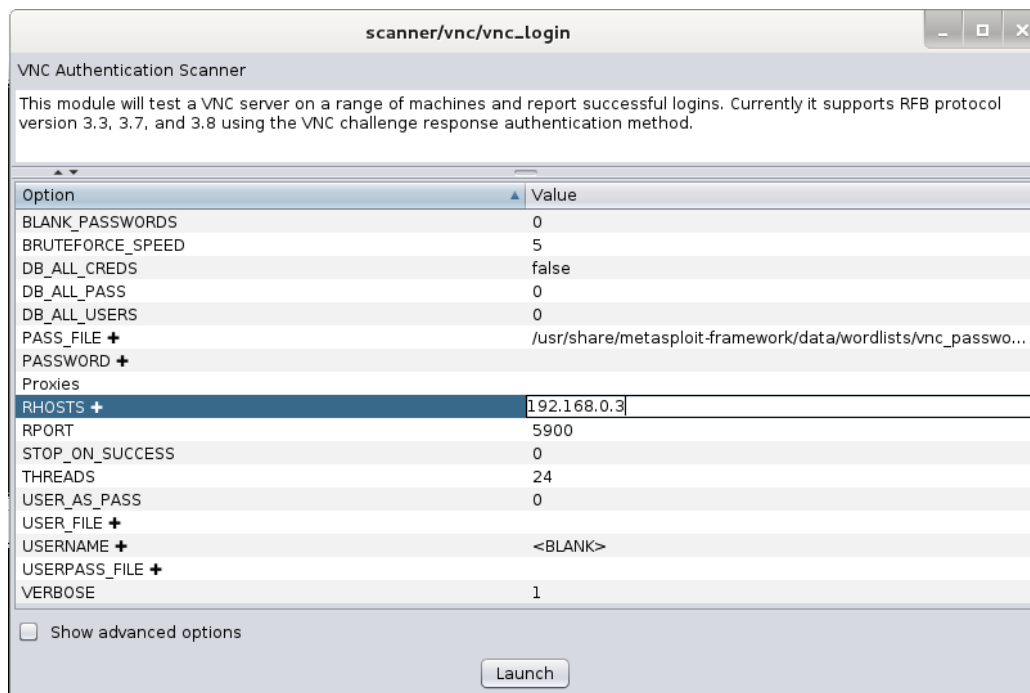 scanner/vnc/vnc_login
VNC Authentication Scanner
This module will test a VNC server on a range of machines and report successful logins. Currently it supports RFB protocol
version 3.3, 3.7, and 3.8 using the VNC challenge response authentication method.
Option Value
BLANK_PASSWORDS 0
BRUTEFORCE_SPEED 5
DB_ALL_CREDS false
DB_ALL_PASS 0
DB_ALL_USERS 0
PASS_FILE + /usr/share/metasploit-framework/data/wordlists/vnc_passwo...
PASSWORD +
Proxies
RHOSTS + 192.168.0.3
RPORT 5900
STOP_ON_SUCCESS 0
THREADS 24
USER_AS_PASS 0
USER_FILE +
USERNAME + <BLANK>
USERPASS_FILE +
VERBOSE 1
Show advanced options
Launch